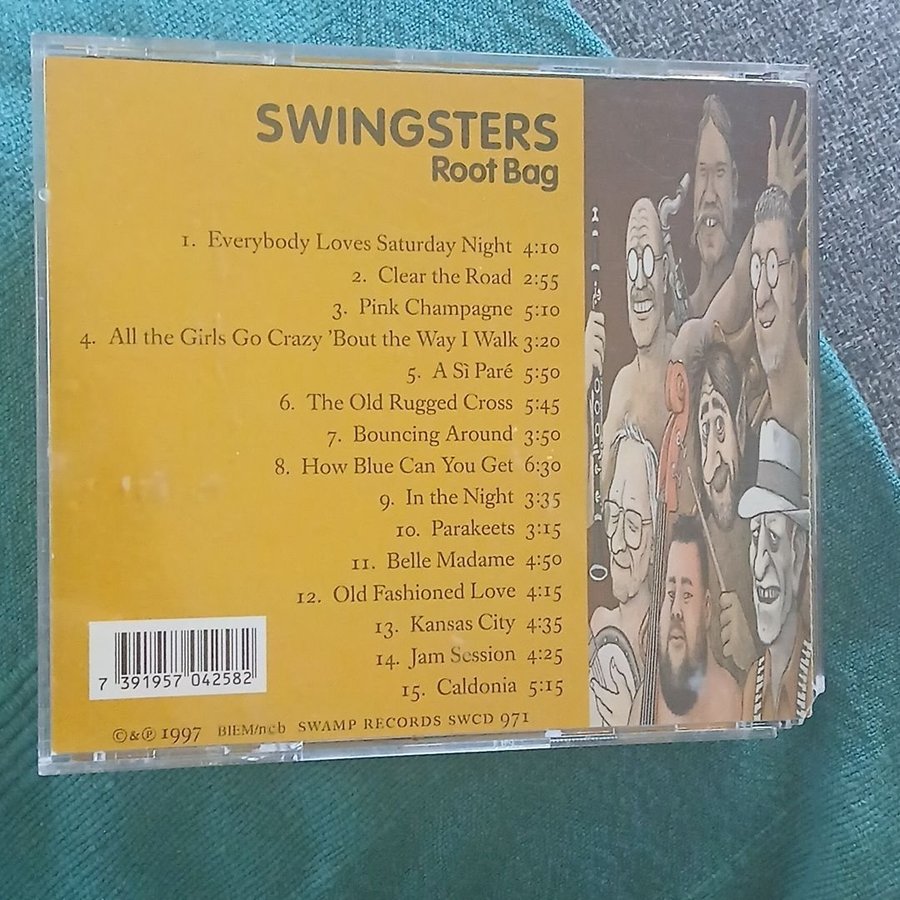 SWINGSTERS
Root Bag
1. Everybody Loves Saturday Night 4:10
2. Clear the Road 2:55
3. Pink Champagne 5:10
4. All the Girls Go Crazy 'Bout the Way I Walk 3:20
5. A Sì Paré 5:50
6. The Old Rugged Cross 5:45
7. Bouncing Around 3:50
8. How Blue Can You Get 6:30
9. In the Night 3:35
10. Parakeets 3:15
11. Belle Madame 4:50
12. Old Fashioned Love 4:15
13. Kansas City 4:35
14. Jam Session 4:25
15. Caldonia 5:15
7 391957 042582
©&℗ 1997 BIEM/ncb SWAMP RECORDS SWCD 971